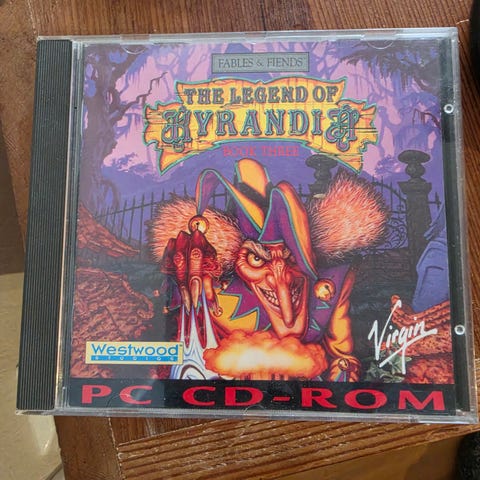 FABLES & FIENDS
THE LEGEND OF
KYRANDIA
BOOK THREE
Westwood
STUDIOS
Virgin
PC CD-ROM